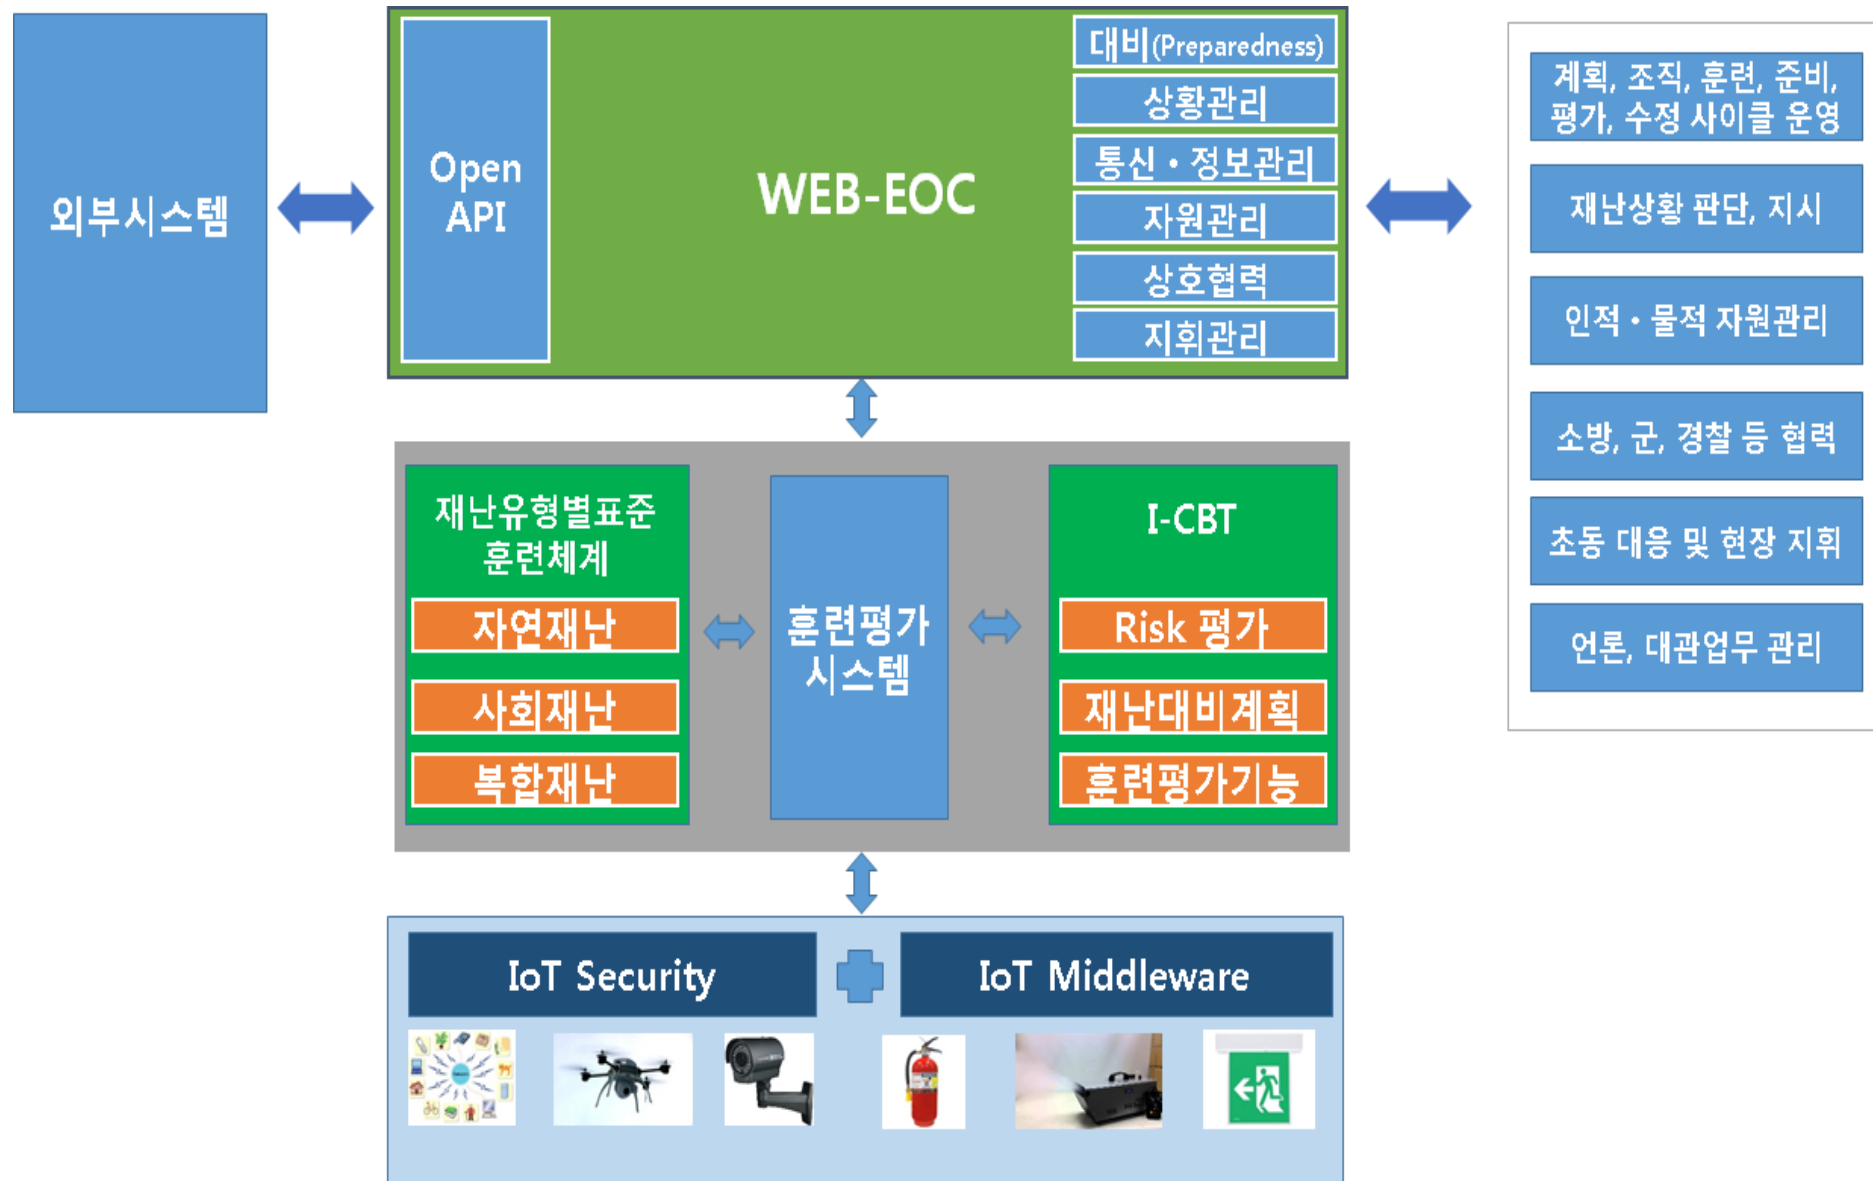 외부시스템
Open
API
WEB-EOC
대비(Preparedness)
상황관리
통신・정보관리
자원관리
상호협력
지휘관리
계획, 조직, 훈련, 준비,
평가, 수정 사이클 운영
재난상황 판단, 지시
인적・물적 자원관리
소방, 군, 경찰 등 협력
초동 대응 및 현장 지휘
언론, 대관업무 관리
재난유형별표준
훈련체계
자연재난
사회재난
복합재난
훈련평가
시스템
I-CBT
Risk 평가
재난대비계획
훈련평가기능
IoT Security
IoT Middleware